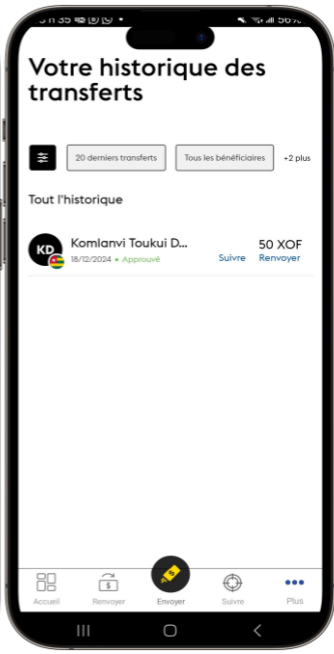 Votre historique des
transferts
20 derniers transferts
Tous les bénéficiaires
+2 plus
Tout l'historique
KD
Komlanvi Toukui D...
50 XOF
18/12/2024 • Approuvé
Suivre
Renvoyer
$
Accueil
Renvoyer
Envoyer
Suivre
Plus